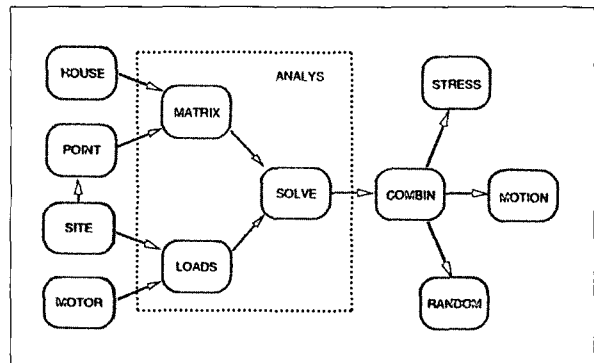 HOUSE
ANALYS
STRESS
MATRIX
POINT
SOLVE
COMBIN
MOTION
SITE
LOADS
MOTOR
RANDOM